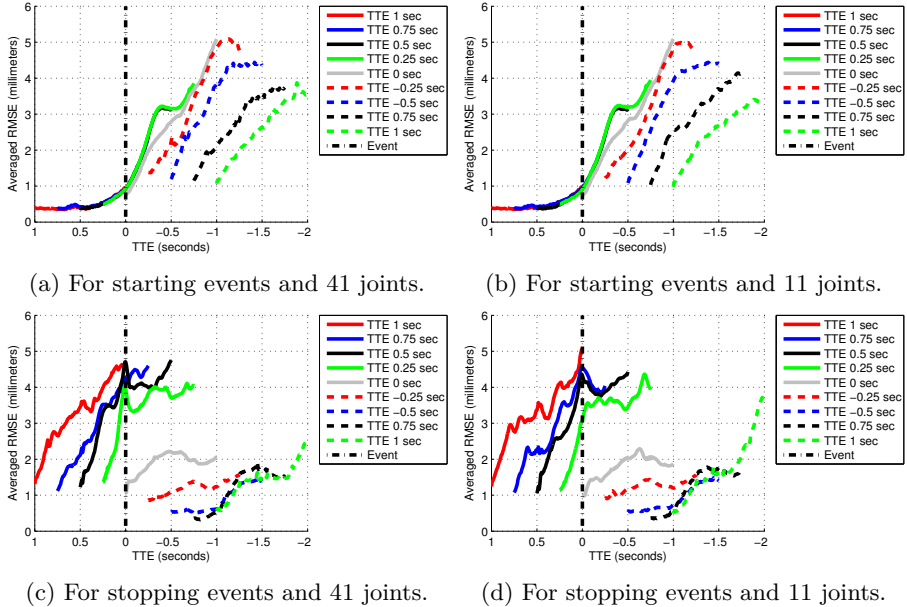 6
5
4
3
2
1
0
Averaged RMSE (millimeters)
1 0.5 0 −0.5 −1 −1.5 −2
TTE (seconds)
TTE 1 sec
TTE 0.75 sec
TTE 0.5 sec
TTE 0.25 sec
TTE 0 sec
TTE −0.25 sec
TTE −0.5 sec
TTE 0.75 sec
TTE 1 sec
Event
(a) For starting events and 41 joints.
6
5
4
3
2
1
0
Averaged RMSE (millimeters)
1 0.5 0 −0.5 −1 −1.5 −2
TTE (seconds)
TTE 1 sec
TTE 0.75 sec
TTE 0.5 sec
TTE 0.25 sec
TTE 0 sec
TTE −0.25 sec
TTE −0.5 sec
TTE 0.75 sec
TTE 1 sec
Event
(b) For starting events and 11 joints.
6
5
4
3
2
1
0
Averaged RMSE (millimeters)
1 0.5 0 −0.5 −1 −1.5 −2
TTE (seconds)
TTE 1 sec
TTE 0.75 sec
TTE 0.5 sec
TTE 0.25 sec
TTE 0 sec
TTE −0.25 sec
TTE −0.5 sec
TTE 0.75 sec
TTE 1 sec
Event
(c) For stopping events and 41 joints.
6
5
4
3
2
1
0
Averaged RMSE (millimeters)
1 0.5 0 −0.5 −1 −1.5 −2
TTE (seconds)
TTE 1 sec
TTE 0.75 sec
TTE 0.5 sec
TTE 0.25 sec
TTE 0 sec
TTE −0.25 sec
TTE −0.5 sec
TTE 0.75 sec
TTE 1 sec
Event
(d) For stopping events and 11 joints.